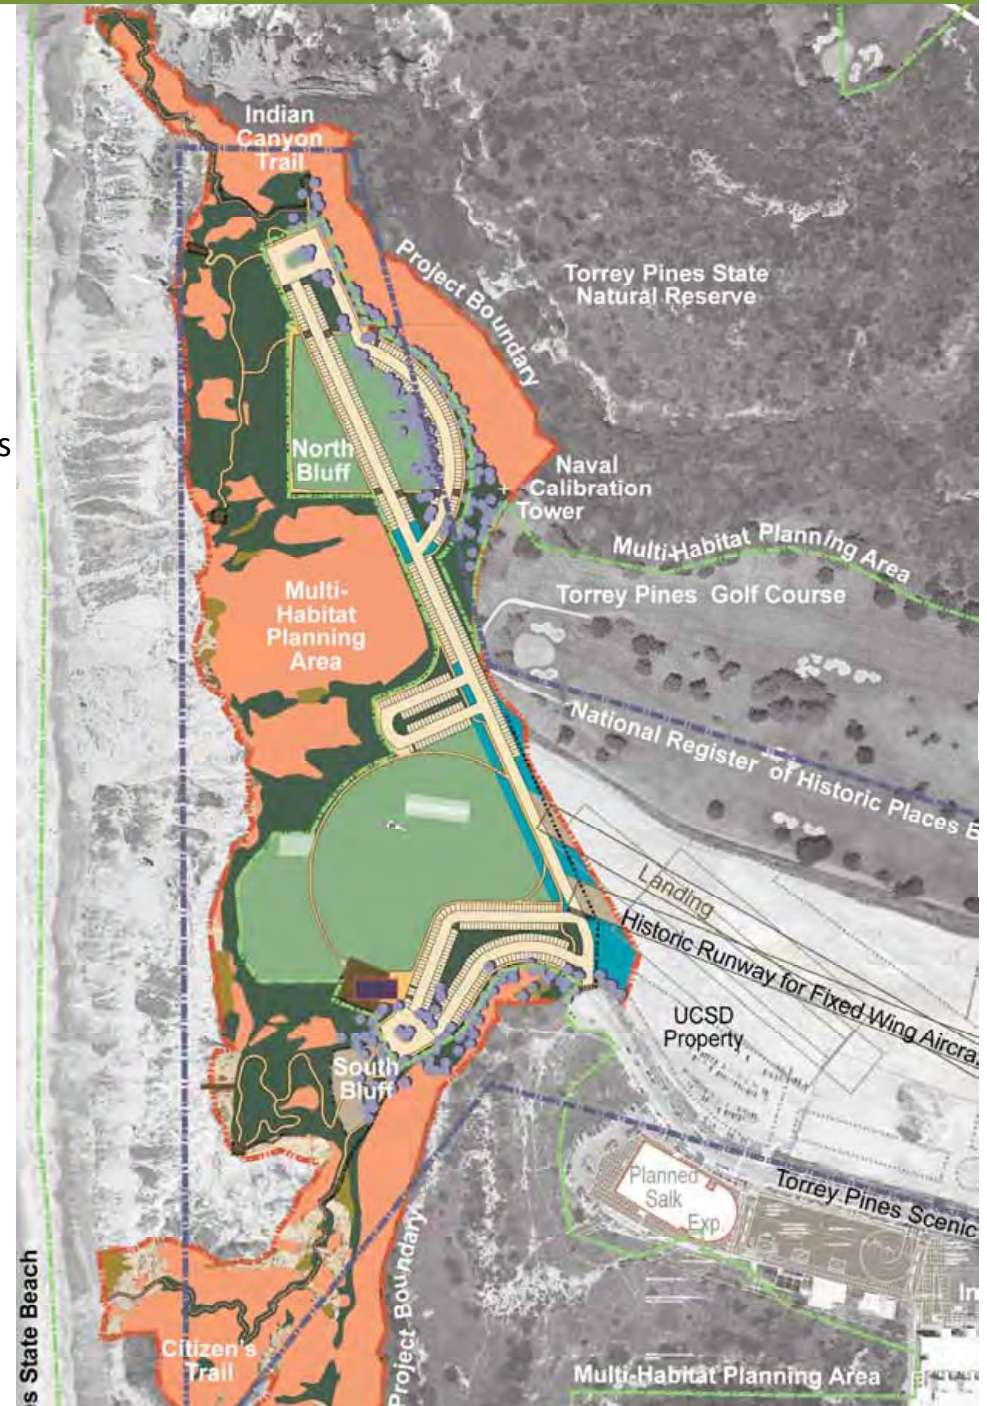 Indian
Canyon
Trail
Project Boundary
Torrey Pines State
Natural Reserve
s
North
Bluff
Naval
Calibration
Tower
Multi-Habitat Planning Area
Torrey Pines Golf Course
Multi-
Habitat
Planning
Area
National Register of Historic Places B
Landing
Historic Runway for Fixed Wing Aircra
UCSD
Property
South
Bluff
Planned
Salk
Exp.
Torrey Pines Scenic
s State Beach
Project Boundary
In
Citizen's
Trail
Multi-Habitat Planning Area